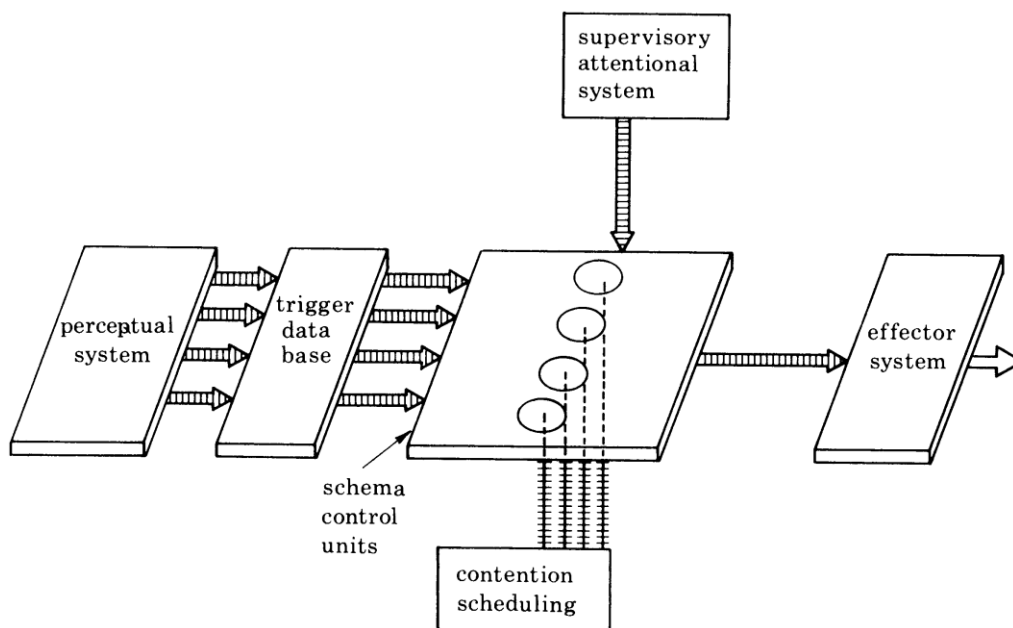 supervisory
attentional
system
perceptual
system
trigger
data
base
effector
system
schema
control
units
contention
scheduling